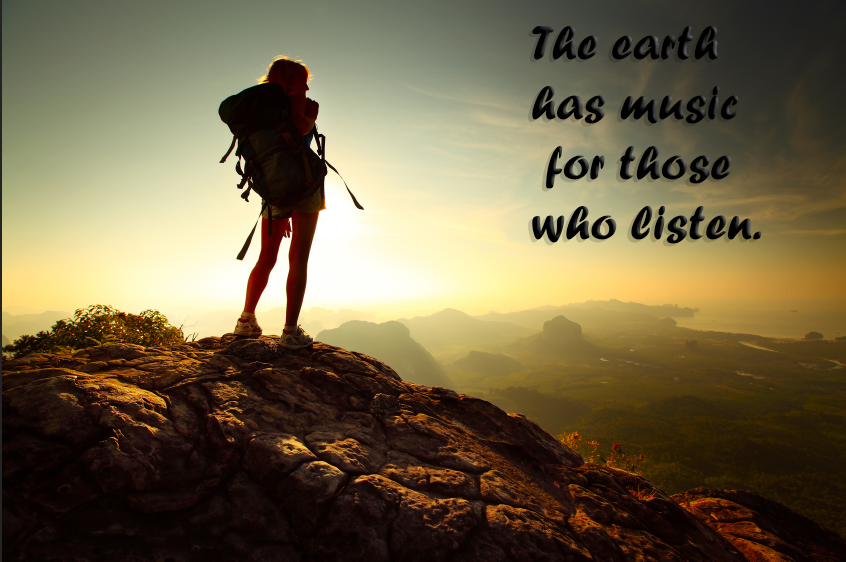 The earth
has music
for those
who listen.